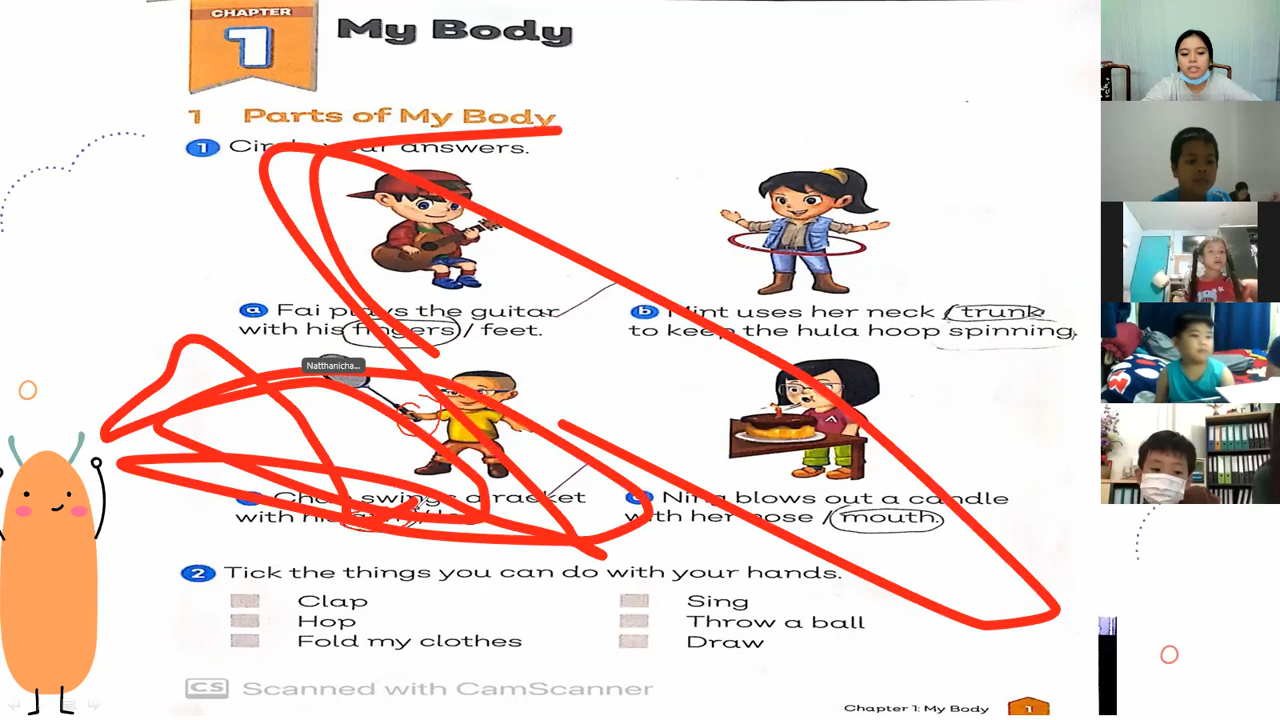 CHAPTER
1
My Body
1 Parts of My Body
1 your answers.
a Fai plays the guitar
with his fingers / feet.
b Mint uses her neck / trunk
to keep the hula hoop spinning.
Natthanicha...
swings a racket
with his
Nina blows out a candle
with her nose / mouth.
2 Tick the things you can do with your hands.
Clap
Hop
Fold my clothes
Sing
Throw a ball
Draw
CS Scanned with CamScanner
Chapter 1: My Body 1